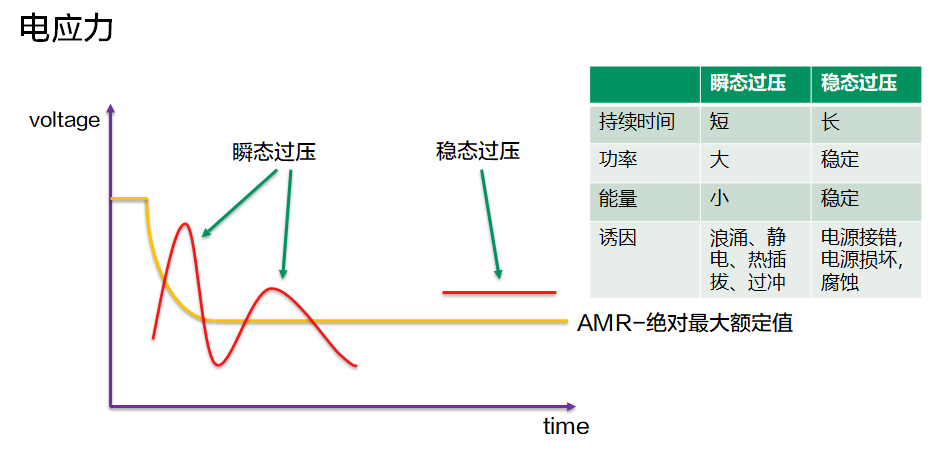 电应力
voltage
瞬态过压
稳态过压
AMR-绝对最大额定值
time
瞬态过压 稳态过压
持续时间 短 长
功率 大 稳定
能量 小 稳定
诱因 浪涌、静 电源接错，
电、热插 电源损坏，
拔、过冲 腐蚀